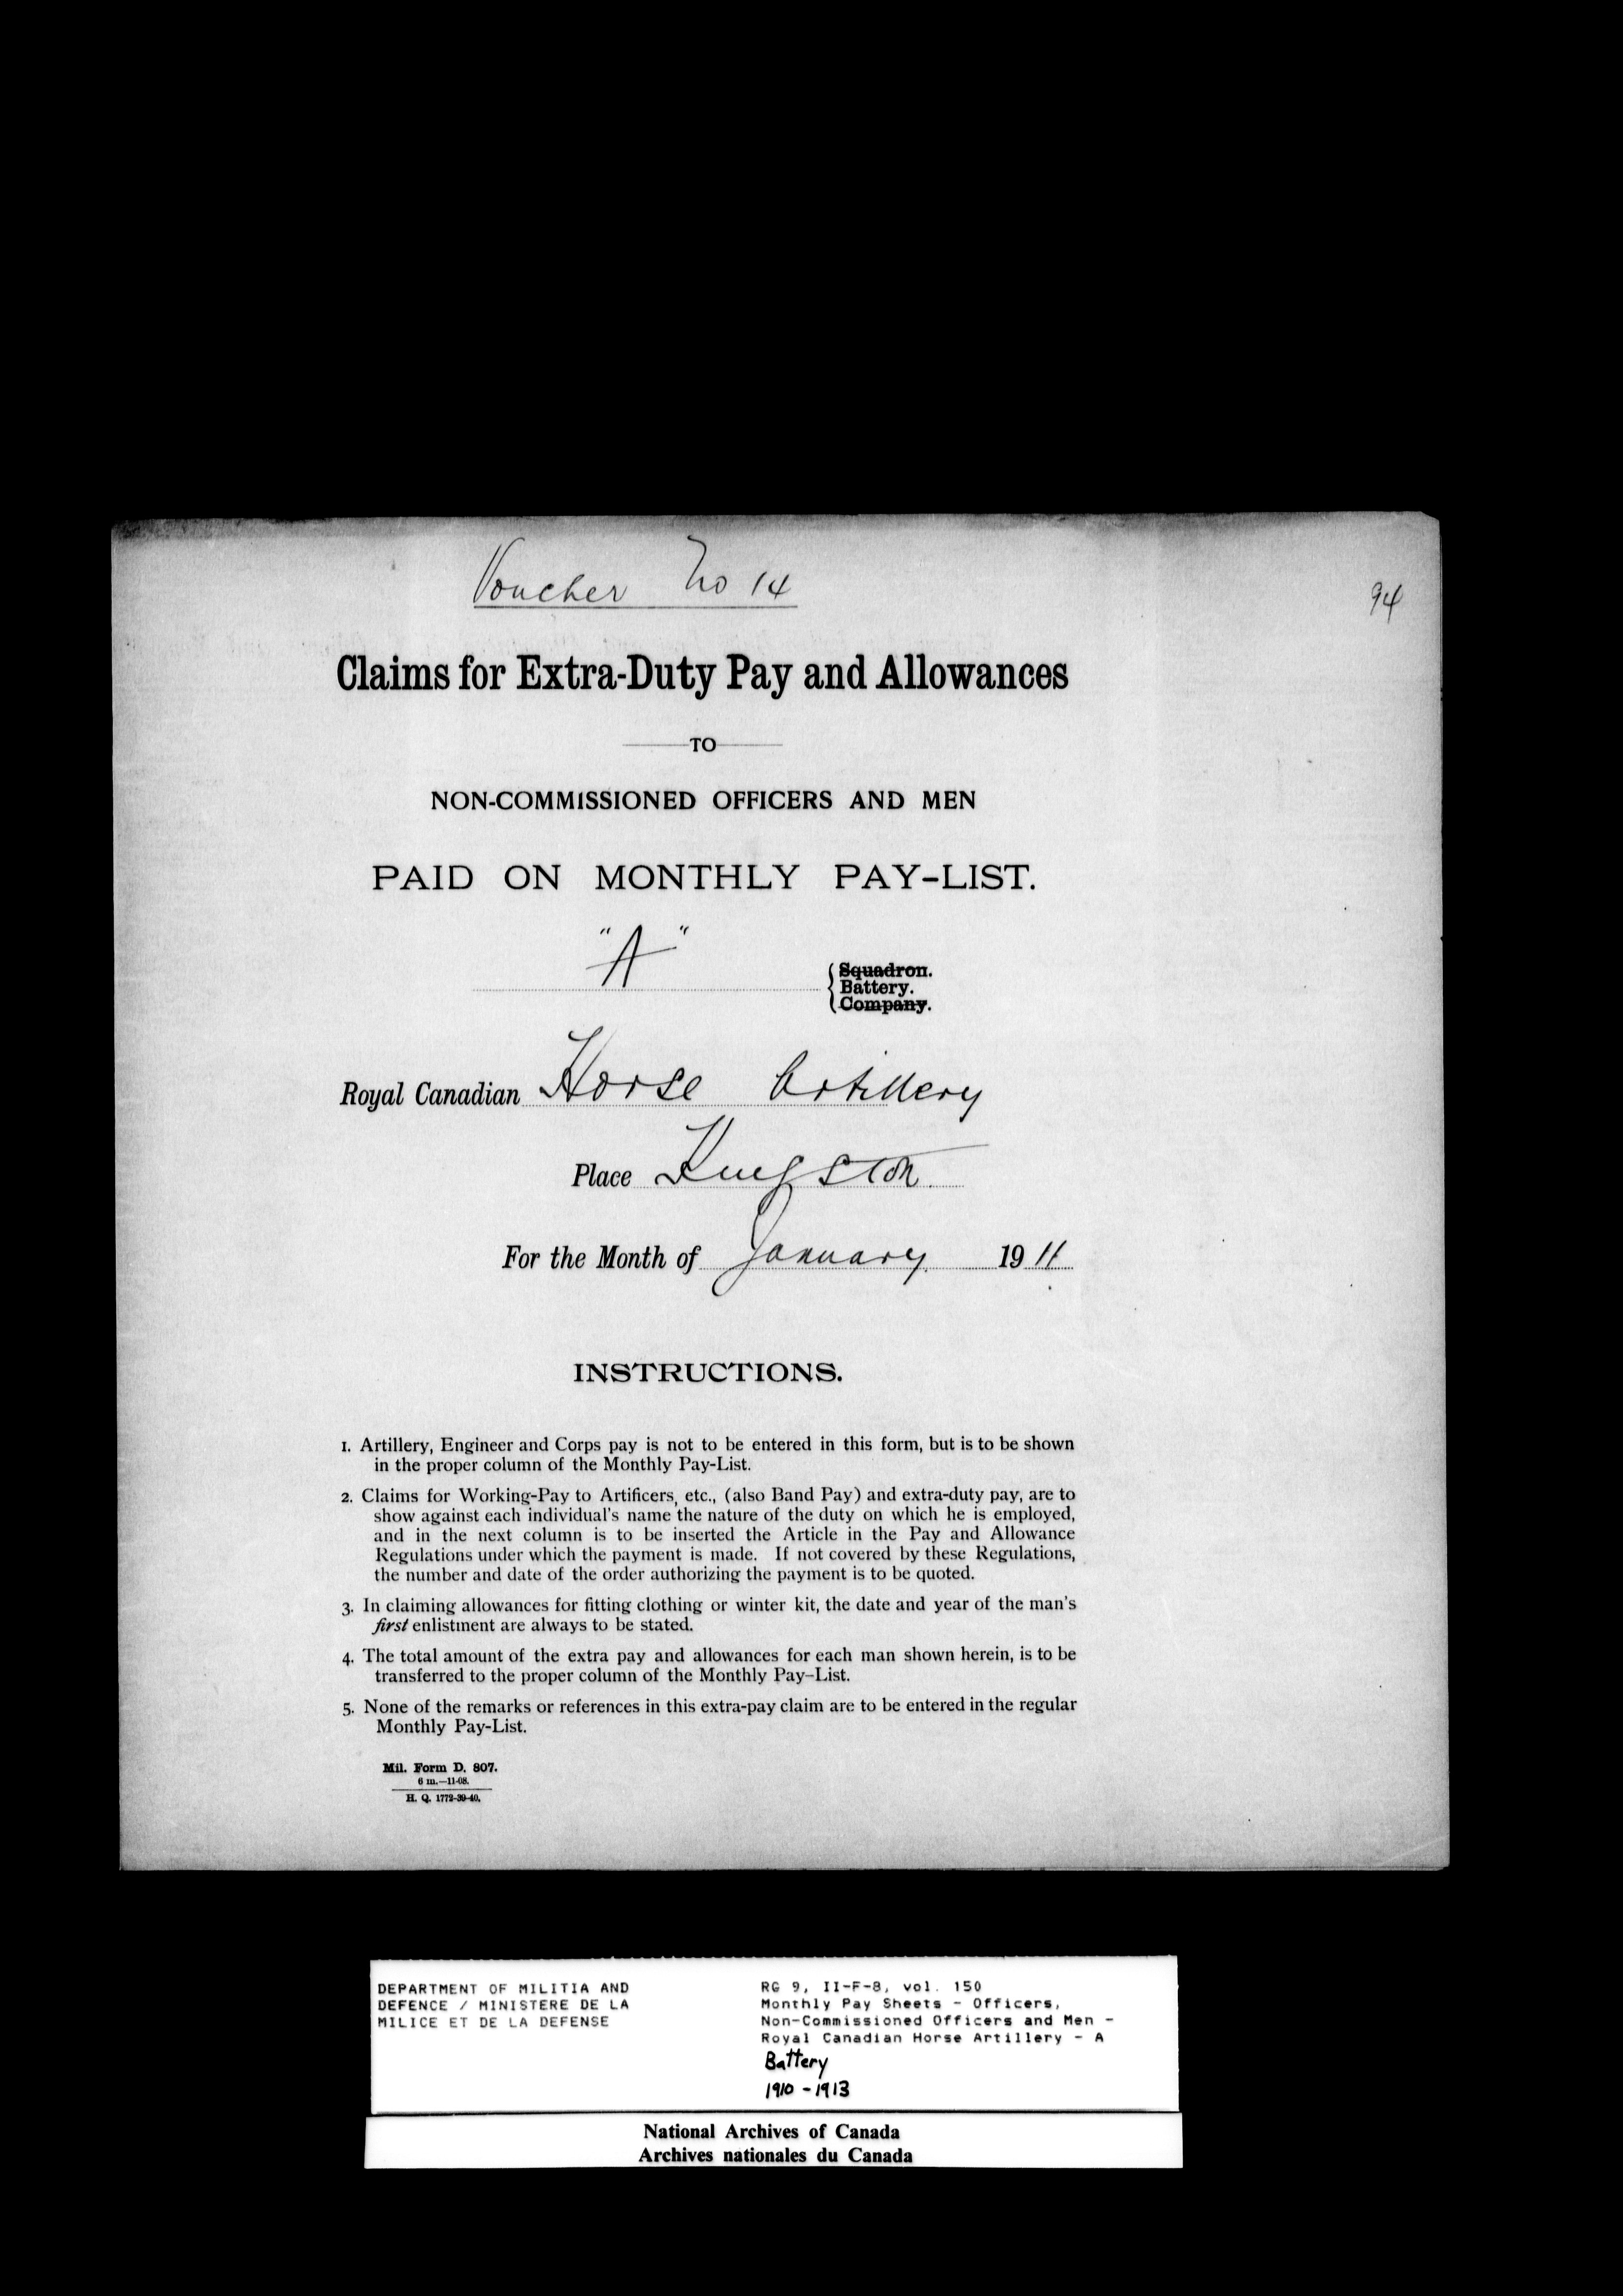 Voucher No 14
94
Claims for Extra-Duty Pay and Allowances
TO
NON-COMMISSIONED OFFICERS AND MEN
PAID ON MONTHLY PAY-LIST.
"A"
Squadron.
Battery.
Company.
Royal Canadian Horse Artillery
Place Kingston
For the Month of January 1911
INSTRUCTIONS.
1. Artillery, Engineer and Corps pay is not to be entered in this form, but is to be shown
in the proper column of the Monthly Pay-List.
2. Claims for Working-Pay to Artificers, etc., (also Band Pay) and extra-duty pay, are to
show against each individual's name the nature of the duty on which he is employed,
and in the next column is to be inserted the Article in the Pay and Allowance
Regulations under which the payment is made. If not covered by these Regulations,
the number and date of the order authorizing the payment is to be quoted.
3. In claiming allowances for fitting clothing or winter kit, the date and year of the man's
first enlistment are always to be stated.
4. The total amount of the extra pay and allowances for each man shown herein, is to be
transferred to the proper column of the Monthly Pay-List.
5. None of the remarks or references in this extra-pay claim are to be entered in the regular
Monthly Pay-List.
Mil. Form D. 807.
6 m.—11-08.
H. Q. 1772-39-40.
DEPARTMENT OF MILITIA AND
DEFENCE / MINISTERE DE LA
MILICE ET DE LA DEFENSE
RG 9, II-F-8, vol. 150
Monthly Pay Sheets - Officers,
Non-Commissioned Officers and Men -
Royal Canadian Horse Artillery - A
Battery
1910 - 1913
National Archives of Canada
Archives nationales du Canada